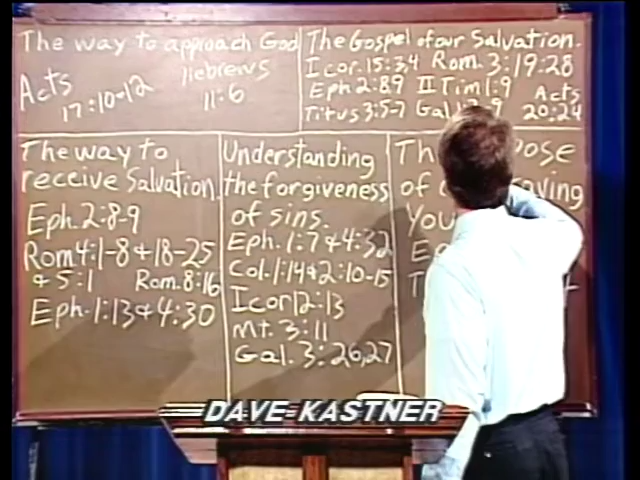 The way to approach God
Acts
17:10-12
Hebrews
11:6
The Gospel of our Salvation.
I cor. 15:3,4 Rom. 3:19-28
Eph 2:8-9 II Tim 1:9
Titus 3:5-7 Gal.
Acts
20:24
The way to
receive Salvation.
Eph. 2:8-9
Rom 4:1-8 & 18-25
& 5:1 Rom. 8:16
Eph. 1:13 & 4:30
Understanding
the forgiveness
of sins.
Eph. 1:7 & 4:32
Col. 1:14 & 2:10-15
I cor 12:13
Mt. 3:11
Gal. 3:26,27
of
You
DAVE KASTNER